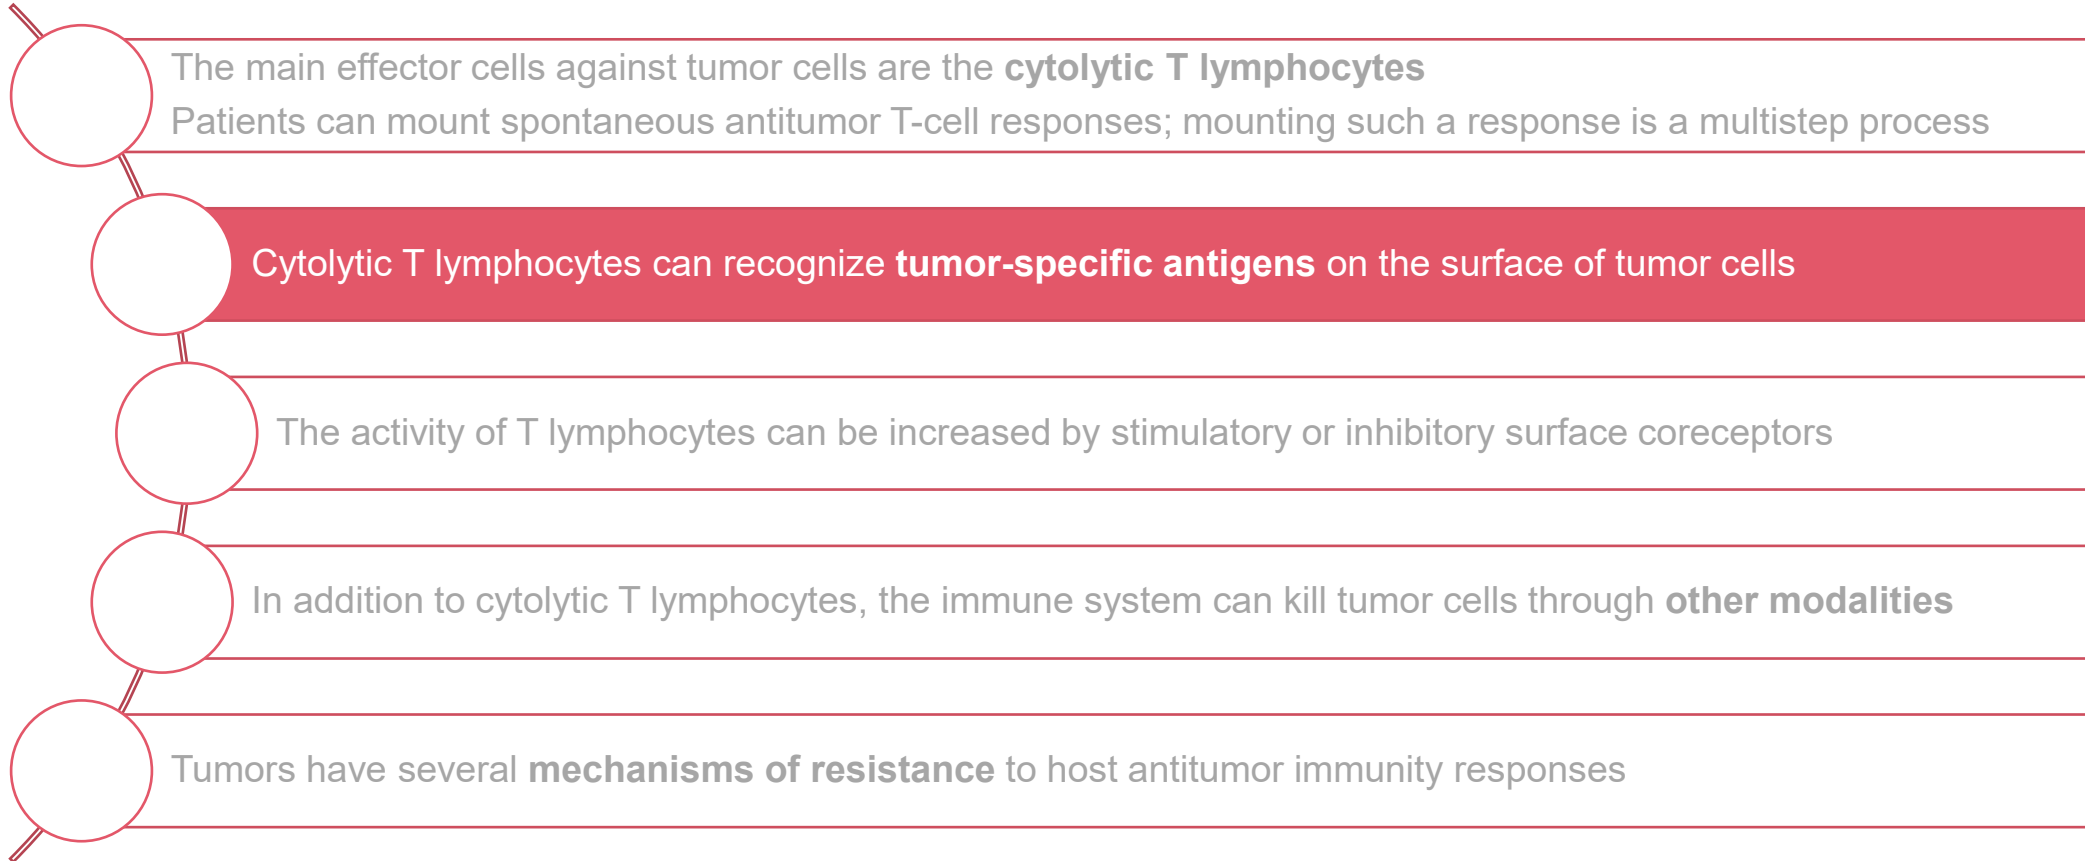 The main effector cells against tumor cells are the cytolytic T lymphocytes
Patients can mount spontaneous antitumor T-cell responses; mounting such a response is a multistep process
Cytolytic T lymphocytes can recognize tumor-specific antigens on the surface of tumor cells
The activity of T lymphocytes can be increased by stimulatory or inhibitory surface coreceptors
In addition to cytolytic T lymphocytes, the immune system can kill tumor cells through other modalities
Tumors have several mechanisms of resistance to host antitumor immunity responses